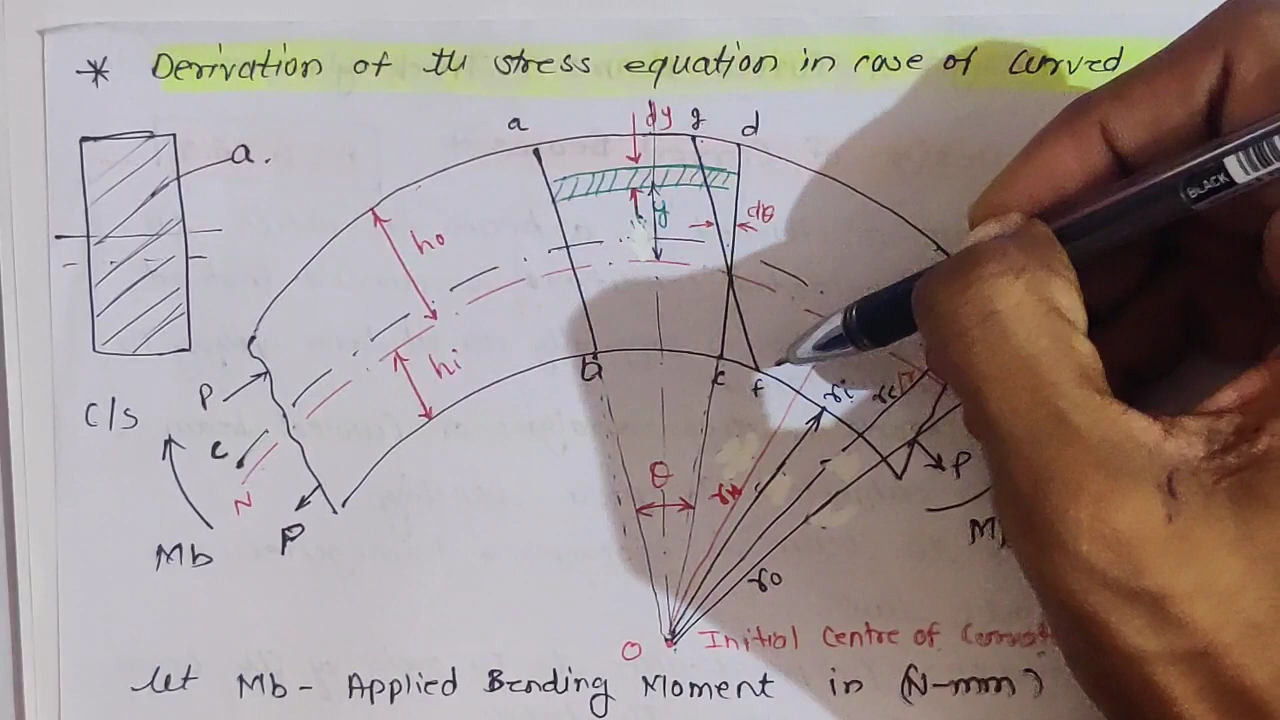 * Derivation of the stress equation in case of curved
a.
a
dy
g
d
y
dθ
ho
hi
b
c
f
C/S
P
C
N
P
Mb
θ
rn
ri
rc
P
M
ro
O Initial centre of
let Mb - Applied Bending Moment in (N-mm)
BLACK